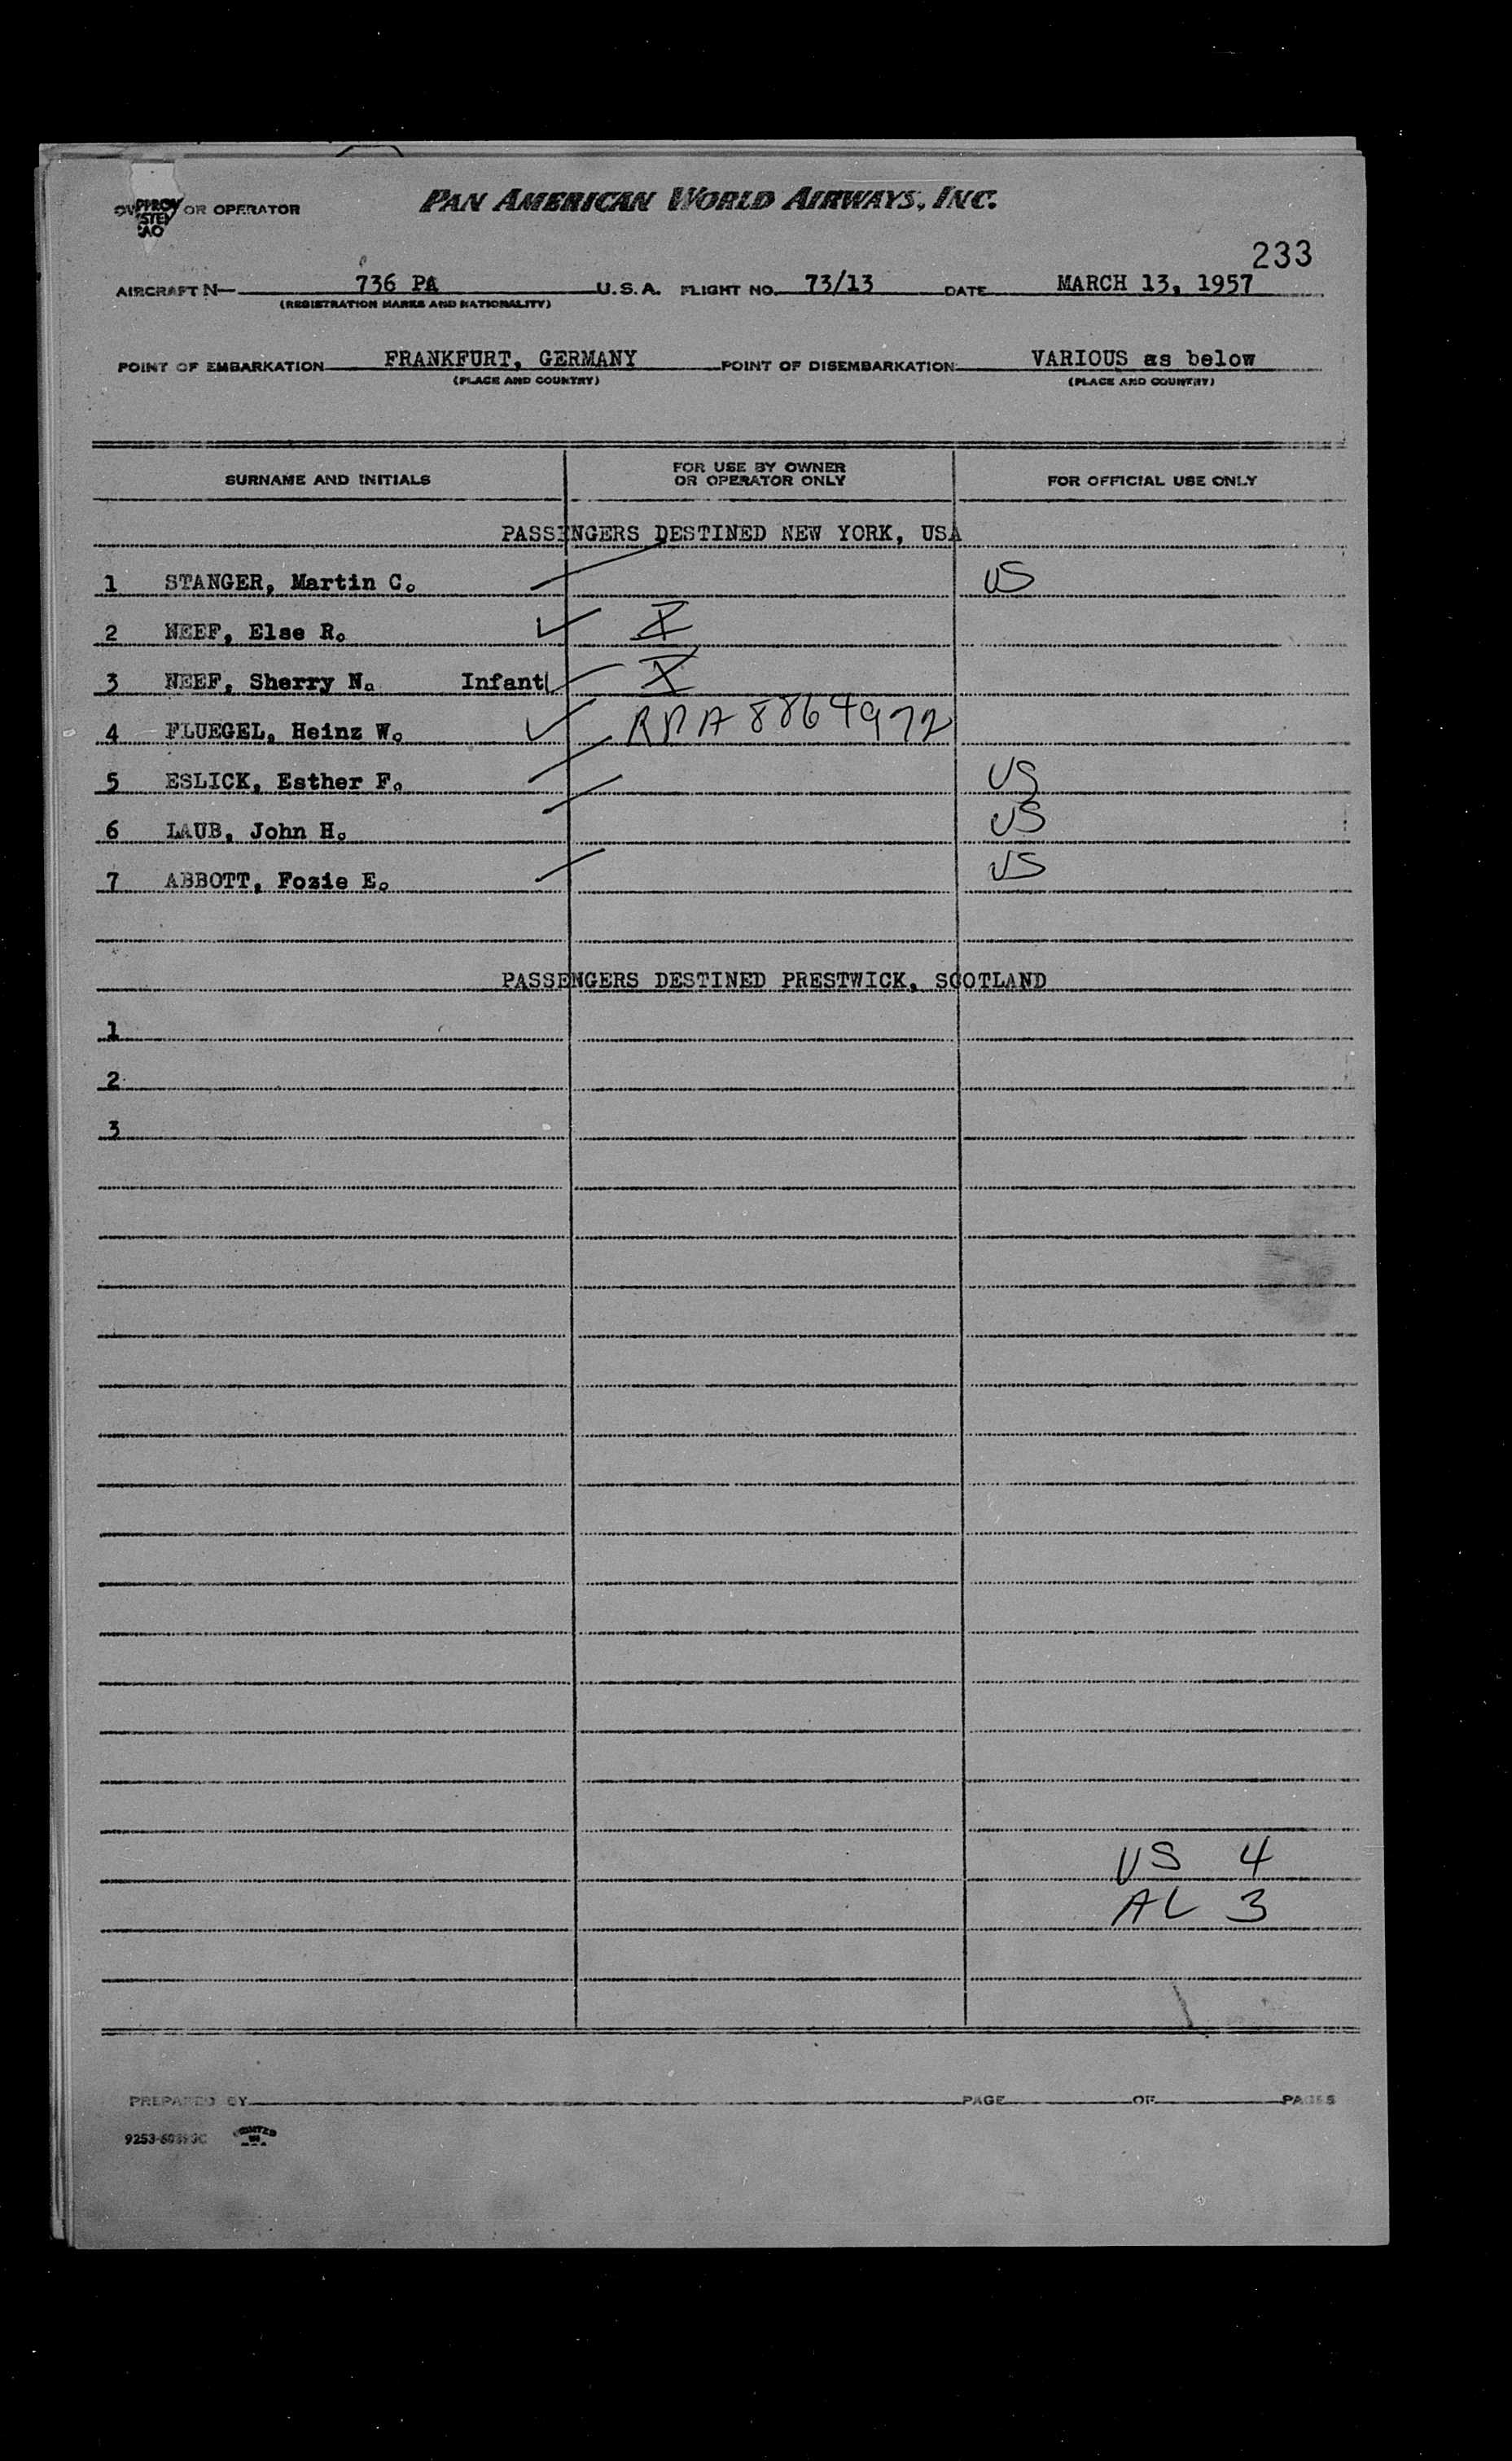 OR OPERATOR PAN AMERICAN WORLD AIRWAYS, INC.
233
AIRCRAFT N— 736 PA U.S.A. FLIGHT NO. 73/13 DATE MARCH 13, 1957
(REGISTRATION MARKS AND NATIONALITY)
POINT OF EMBARKATION FRANKFURT, GERMANY POINT OF DISEMBARKATION VARIOUS as below
(PLACE AND COUNTRY) (PLACE AND COUNTRY)
SURNAME AND INITIALS FOR USE BY OWNER OR OPERATOR ONLY FOR OFFICIAL USE ONLY
PASSENGERS DESTINED NEW YORK, USA
1 STANGER, Martin C. US
2 NEEF, Else R. X
3 NEEF, Sherry N. Infant X
4 FLUEGEL, Heinz W. 8864972
5 ESLICK, Esther F. US
6 LAUB, John H. US
7 ABBOTT, Fozie E. US
PASSENGERS DESTINED PRESTWICK, SCOTLAND
1
2
3
US 4
AL 3
PREPARED BY PAGE OF PAGES
PRINTED IN